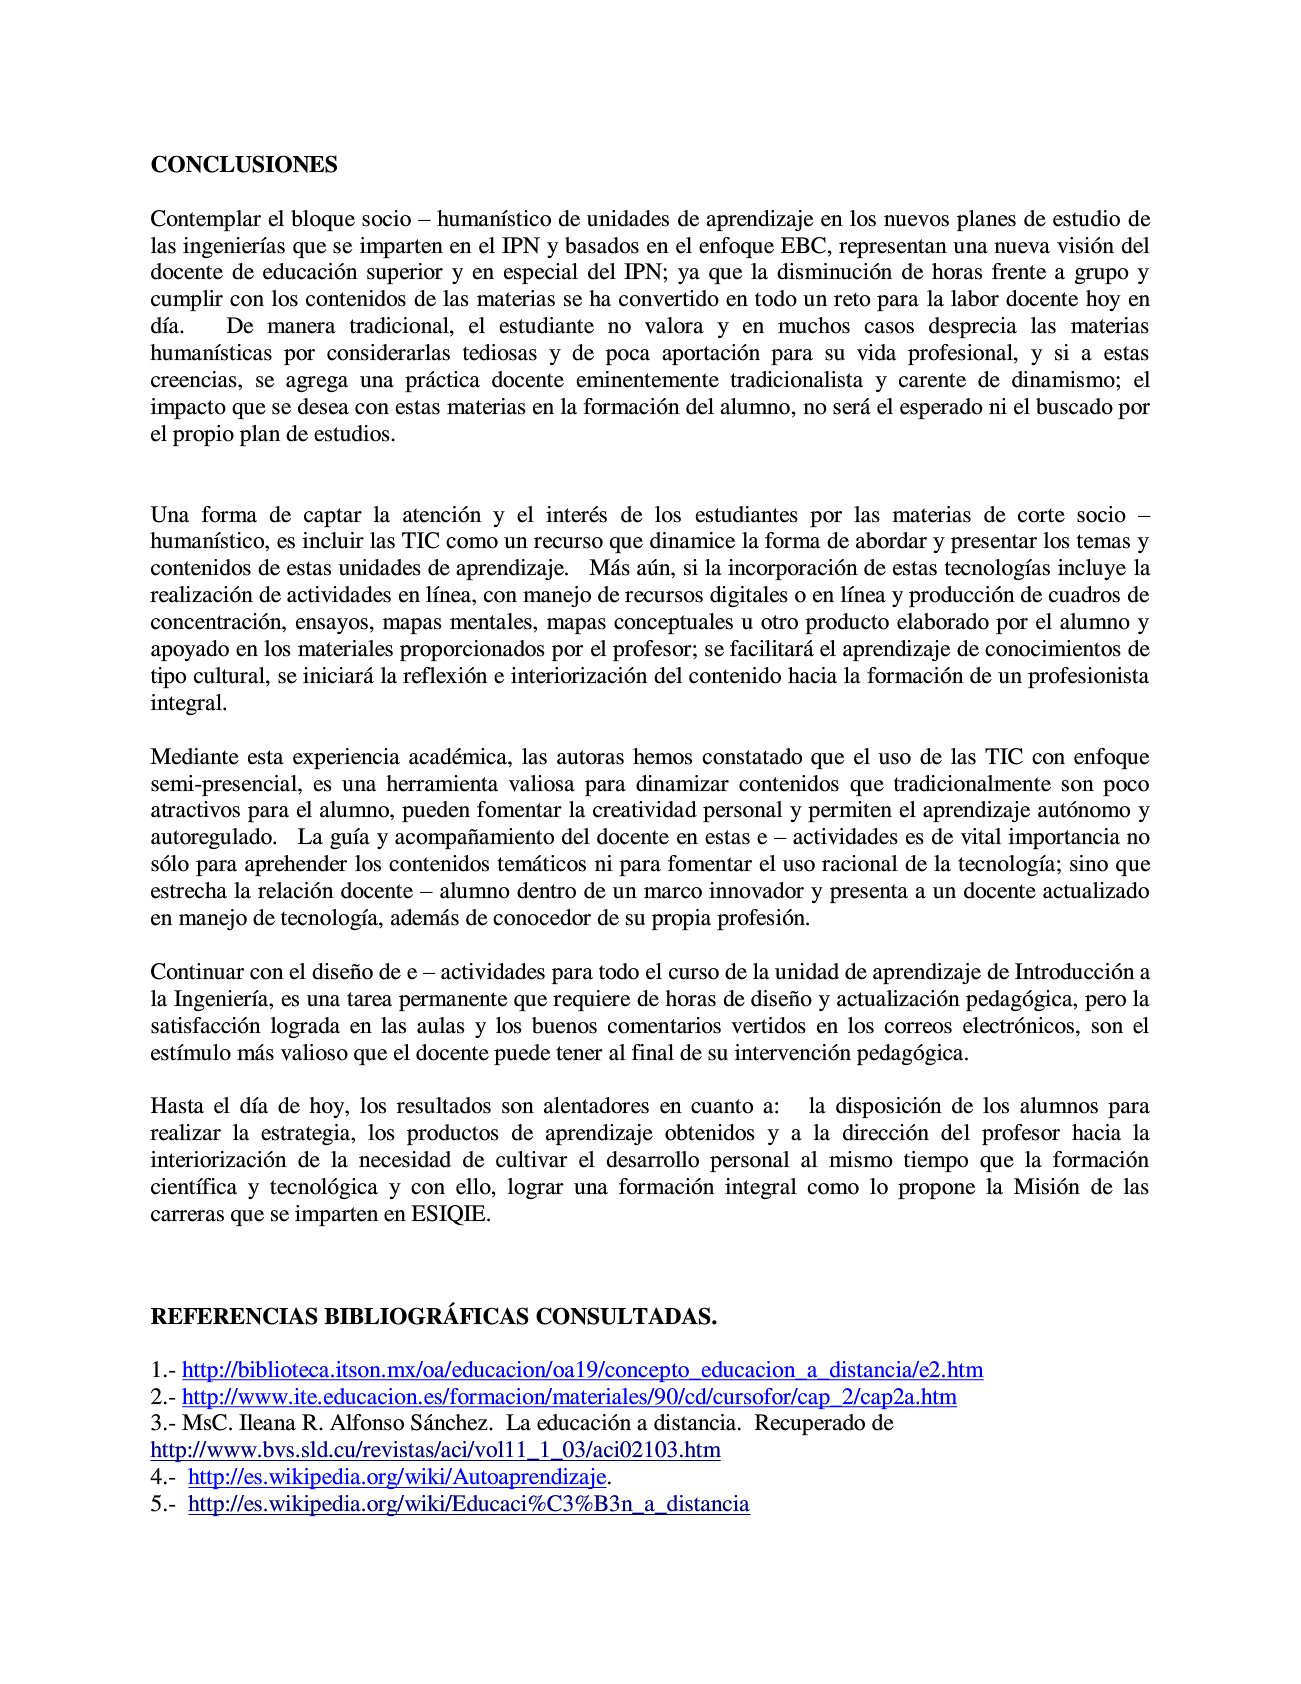 CONCLUSIONES
Contemplar el bloque socio – humanístico de unidades de aprendizaje en los nuevos planes de estudio de
las ingenierías que se imparten en el IPN y basados en el enfoque EBC, representan una nueva visión del
docente de educación superior y en especial del IPN; ya que la disminución de horas frente a grupo y
cumplir con los contenidos de las materias se ha convertido en todo un reto para la labor docente hoy en
día. De manera tradicional, el estudiante no valora y en muchos casos desprecia las materias
humanísticas por considerarlas tediosas y de poca aportación para su vida profesional, y si a estas
creencias, se agrega una práctica docente eminentemente tradicionalista y carente de dinamismo; el
impacto que se desea con estas materias en la formación del alumno, no será el esperado ni el buscado por
el propio plan de estudios.
Una forma de captar la atención y el interés de los estudiantes por las materias de corte socio –
humanístico, es incluir las TIC como un recurso que dinamice la forma de abordar y presentar los temas y
contenidos de estas unidades de aprendizaje. Más aún, si la incorporación de estas tecnologías incluye la
realización de actividades en línea, con manejo de recursos digitales o en línea y producción de cuadros de
concentración, ensayos, mapas mentales, mapas conceptuales u otro producto elaborado por el alumno y
apoyado en los materiales proporcionados por el profesor; se facilitará el aprendizaje de conocimientos de
tipo cultural, se iniciará la reflexión e interiorización del contenido hacia la formación de un profesionista
integral.
Mediante esta experiencia académica, las autoras hemos constatado que el uso de las TIC con enfoque
semi-presencial, es una herramienta valiosa para dinamizar contenidos que tradicionalmente son poco
atractivos para el alumno, pueden fomentar la creatividad personal y permiten el aprendizaje autónomo y
autoregulado. La guía y acompañamiento del docente en estas e – actividades es de vital importancia no
sólo para aprehender los contenidos temáticos ni para fomentar el uso racional de la tecnología; sino que
estrecha la relación docente – alumno dentro de un marco innovador y presenta a un docente actualizado
en manejo de tecnología, además de conocedor de su propia profesión.
Continuar con el diseño de e – actividades para todo el curso de la unidad de aprendizaje de Introducción a
la Ingeniería, es una tarea permanente que requiere de horas de diseño y actualización pedagógica, pero la
satisfacción lograda en las aulas y los buenos comentarios vertidos en los correos electrónicos, son el
estímulo más valioso que el docente puede tener al final de su intervención pedagógica.
Hasta el día de hoy, los resultados son alentadores en cuanto a: la disposición de los alumnos para
realizar la estrategia, los productos de aprendizaje obtenidos y a la dirección del profesor hacia la
interiorización de la necesidad de cultivar el desarrollo personal al mismo tiempo que la formación
científica y tecnológica y con ello, lograr una formación integral como lo propone la Misión de las
carreras que se imparten en ESIQIE.
REFERENCIAS BIBLIOGRÁFICAS CONSULTADAS.
1.- http://biblioteca.itson.mx/oa/educacion/oa19/concepto_educacion_a_distancia/e2.htm
2.- http://www.ite.educacion.es/formacion/materiales/90/cd/cursofor/cap_2/cap2a.htm
3.- MsC. Ileana R. Alfonso Sánchez. La educación a distancia. Recuperado de
http://www.bvs.sld.cu/revistas/aci/vol11_1_03/aci02103.htm
4.- http://es.wikipedia.org/wiki/Autoaprendizaje.
5.- http://es.wikipedia.org/wiki/Educaci%C3%B3n_a_distancia